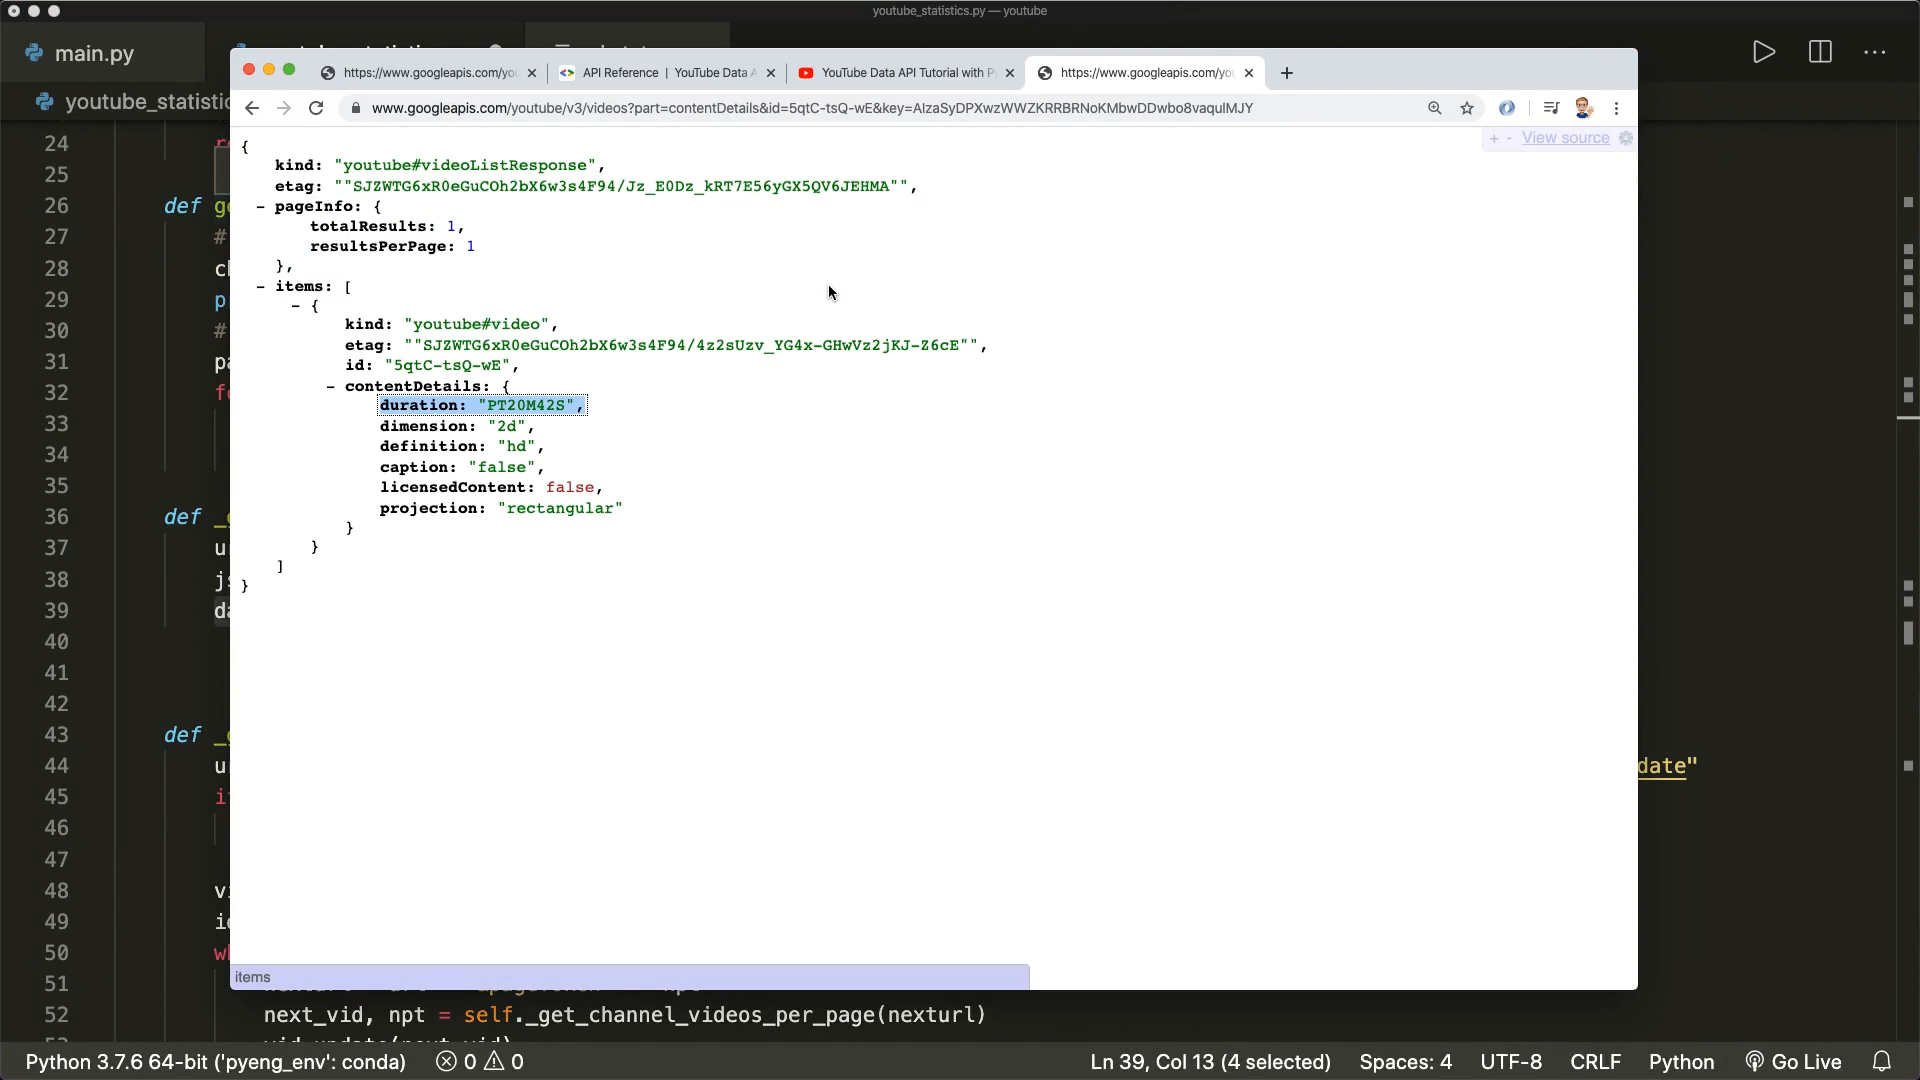 youtube_statistics.py — youtube
main.py
https://www.googleapis.com/yo
API Reference | YouTube Data A
YouTube Data API Tutorial with P
https://www.googleapis.com/yo
www.googleapis.com/youtube/v3/videos?part=contentDetails&id=5qtC-tsQ-wE&key=AIzaSyDPXwzWWZKRRBRNoKMbwDDwbo8vaqulMJY
youtube_statistic
+ - View source
{
kind: "youtube#videoListResponse",
etag: ""SJZWTG6xR0eGuCOh2bX6w3s4F94/Jz_E0Dz_kRT7E56yGX5QV6JEHMA"",
- pageInfo: {
totalResults: 1,
resultsPerPage: 1
},
- items: [
- {
kind: "youtube#video",
etag: ""SJZWTG6xR0eGuCOh2bX6w3s4F94/4z2sUzv_YG4x-GHwVz2jKJ-Z6cE"",
id: "5qtC-tsQ-wE",
- contentDetails: {
duration: "PT20M42S",
dimension: "2d",
definition: "hd",
caption: "false",
licensedContent: false,
projection: "rectangular"
}
}
]
}
items
24
25
26 def g
27 #
28 c
29 p
30 #
31 pa
32 f
33
34
35
36 def _
37 u
38 js
39 da
40
41
42
43 def _
44 u date"
45 i
46
47
48 v
49 i
50 w
51
52 next_vid, npt = self._get_channel_videos_per_page(nexturl)
Python 3.7.6 64-bit ('pyeng_env': conda) 0 0 Ln 39, Col 13 (4 selected) Spaces: 4 UTF-8 CRLF Python Go Live